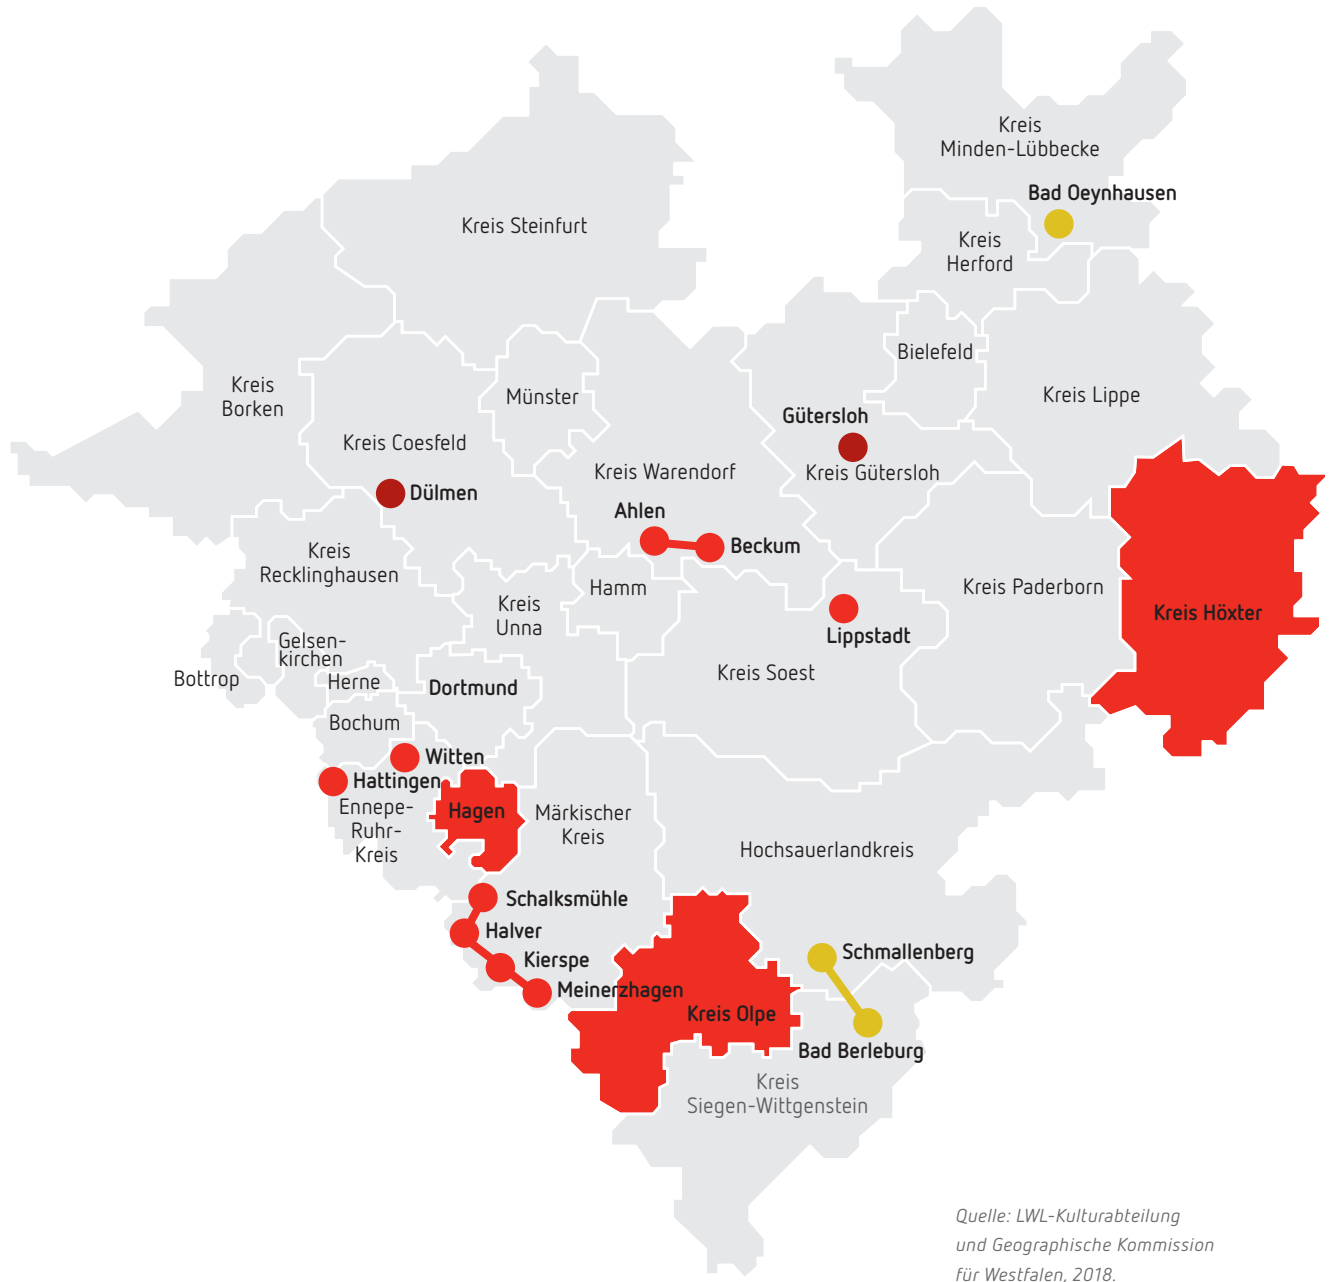 Kreis
Minden-Lübbecke
Bad Oeynhausen
Kreis Steinfurt
Kreis
Herford
Bielefeld
Kreis
Borken
Münster
Kreis Lippe
Gütersloh
Kreis Coesfeld
Kreis Warendorf
Kreis Gütersloh
Dülmen
Ahlen
Beckum
Kreis
Recklinghausen
Hamm
Kreis Paderborn
Kreis
Unna
Kreis Höxter
Lippstadt
Gelsen-
kirchen
Bottrop
Herne
Dortmund
Kreis Soest
Bochum
Witten
Hattingen
Ennepe-
Ruhr-
Kreis
Hagen
Märkischer
Kreis
Hochsauerlandkreis
Schalksmühle
Halver
Kierspe
Meinerzhagen
Schmallenberg
Kreis Olpe
Bad Berleburg
Kreis
Siegen-Wittgenstein
Quelle: LWL-Kulturabteilung
und Geographische Kommission
für Westfalen, 2018.